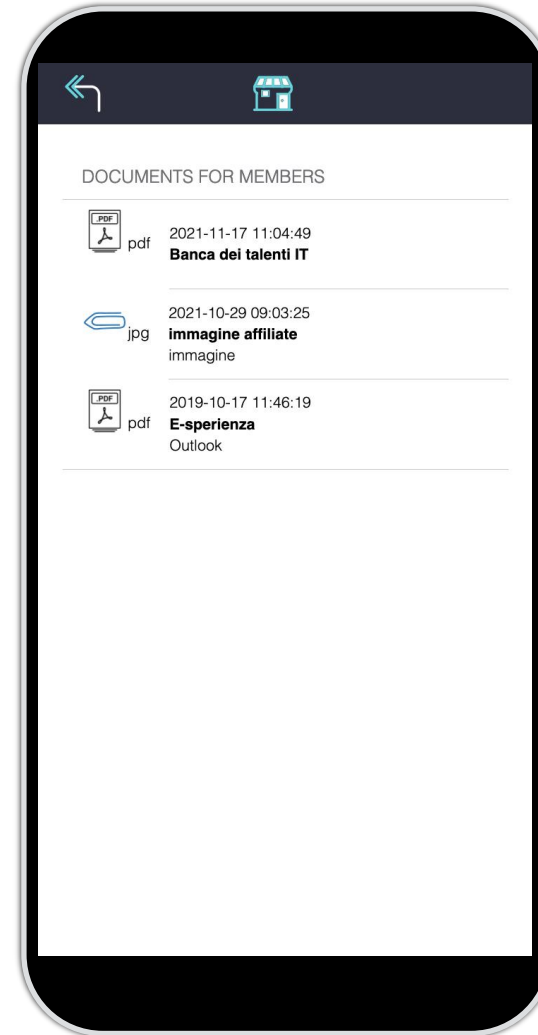 DOCUMENTS FOR MEMBERS
.PDF
pdf
2021-11-17 11:04:49
Banca dei talenti IT
jpg
2021-10-29 09:03:25
immagine affiliate
immagine
.PDF
pdf
2019-10-17 11:46:19
E-sperienza
Outlook